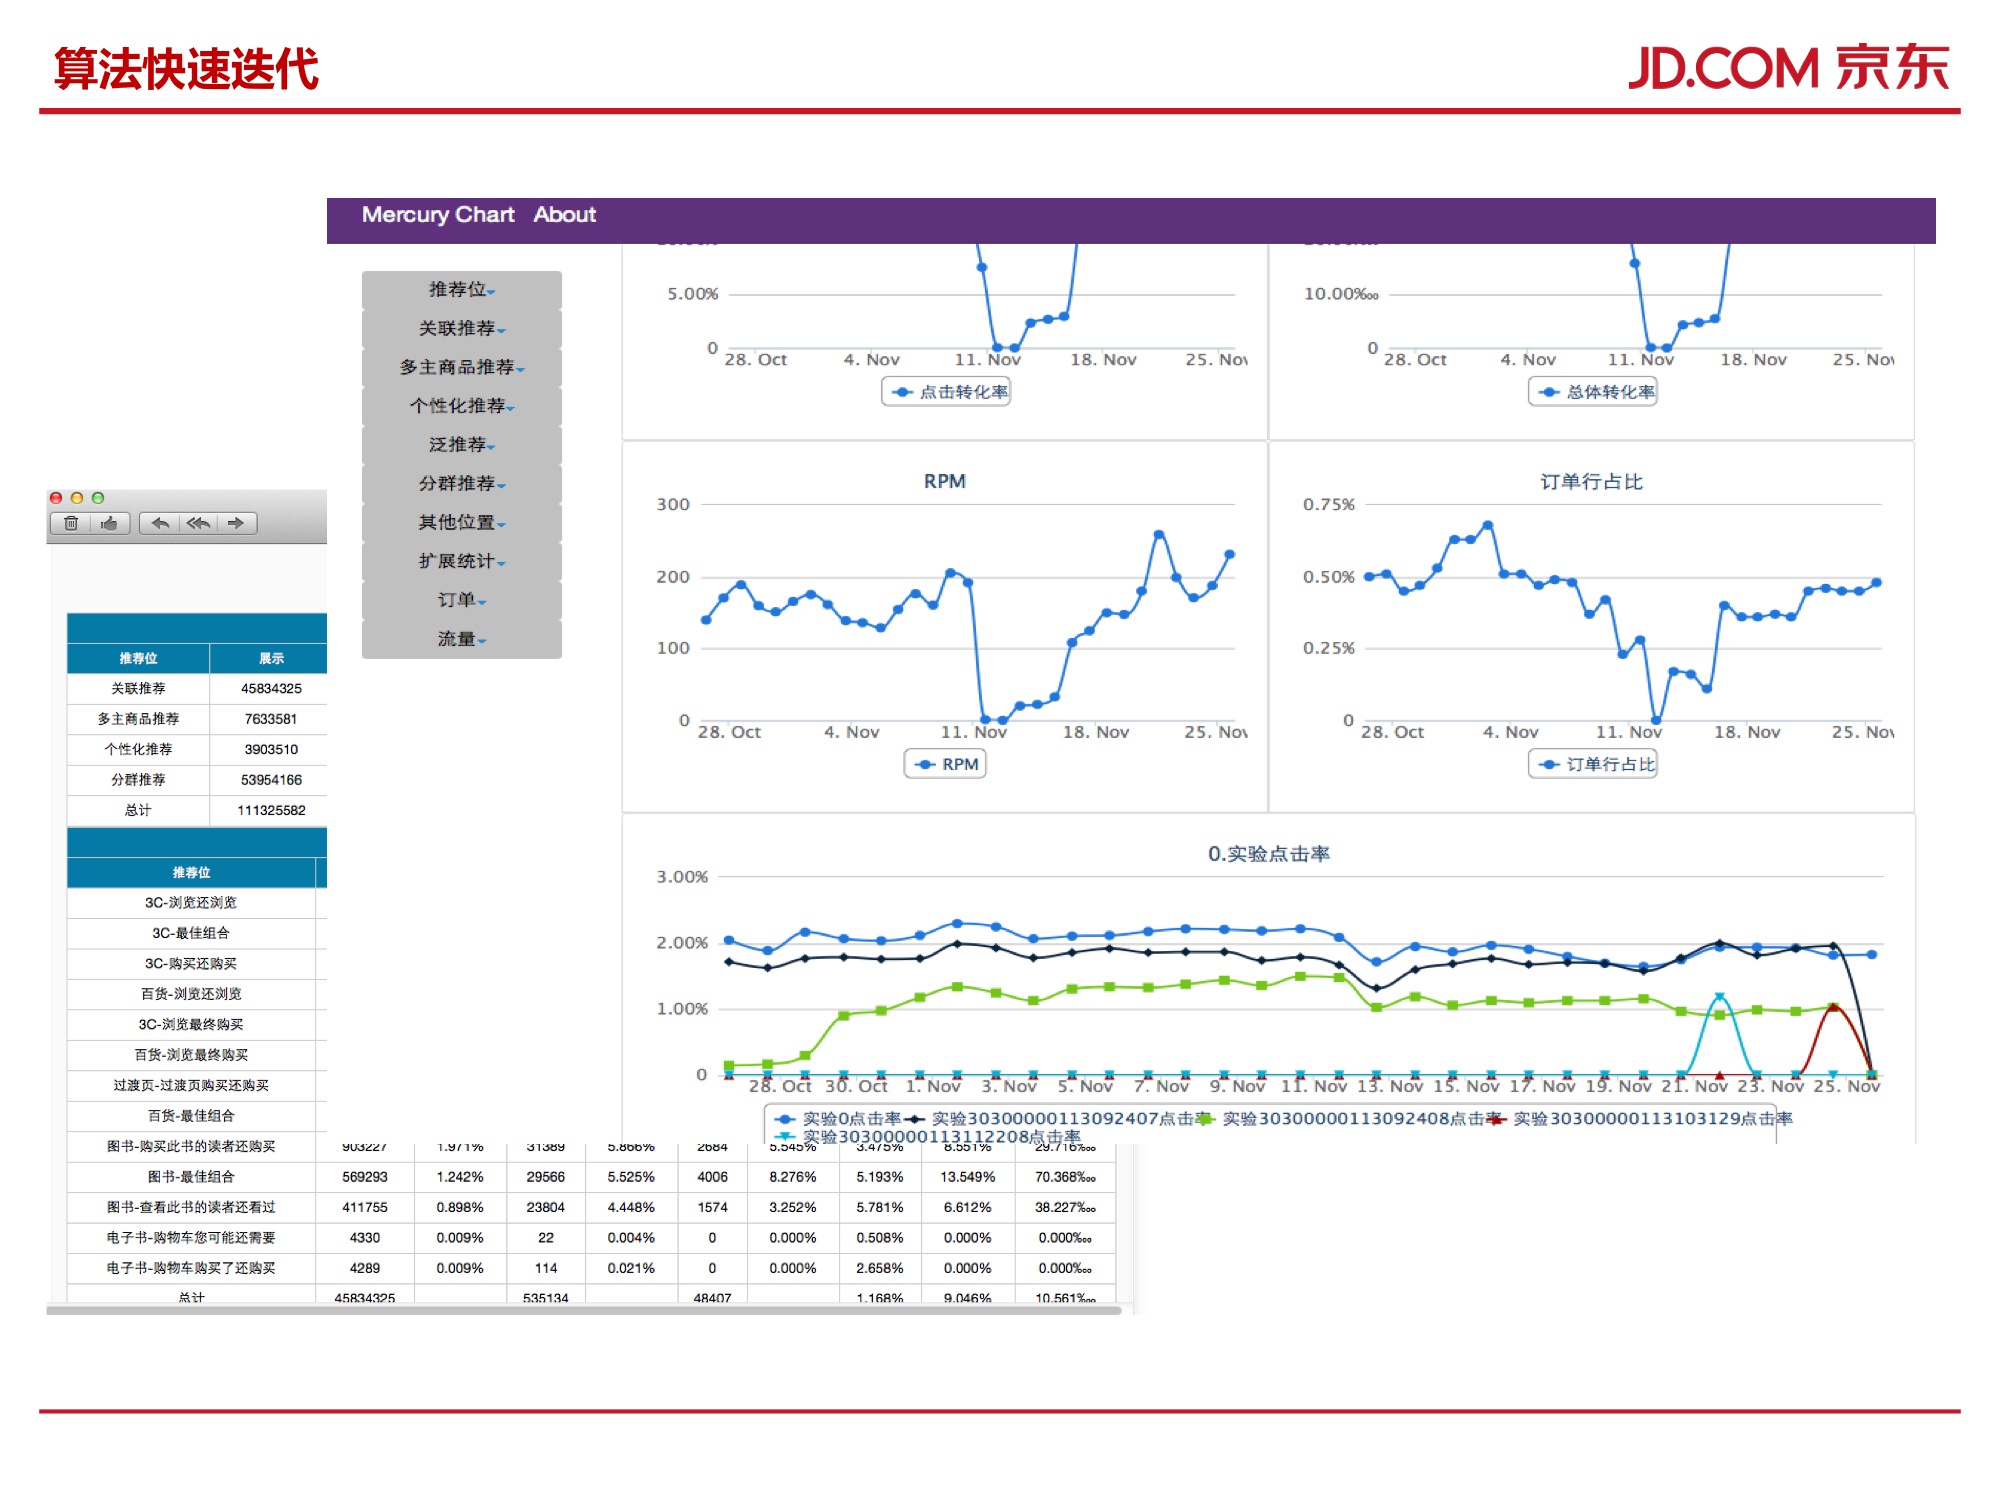 算法快速迭代
JD.COM 京东
Mercury Chart About
推荐位
关联推荐
多主商品推荐
个性化推荐
泛推荐
分群推荐
其他位置
扩展统计
订单
流量
5.00%
0
28. Oct 4. Nov 11. Nov 18. Nov 25. Nov
点击转化率
10.00‱
0
28. Oct 4. Nov 11. Nov 18. Nov 25. Nov
总体转化率
RPM
300
200
100
0
28. Oct 4. Nov 11. Nov 18. Nov 25. Nov
RPM
订单行占比
0.75%
0.50%
0.25%
0
28. Oct 4. Nov 11. Nov 18. Nov 25. Nov
订单行占比
0.实验点击率
3.00%
2.00%
1.00%
0
28. Oct 30. Oct 1. Nov 3. Nov 5. Nov 7. Nov 9. Nov 11. Nov 13. Nov 15. Nov 17. Nov 19. Nov 21. Nov 23. Nov 25. Nov
实验0点击率 实验30300000113092407点击率 实验30300000113092408点击率 实验30300000113103129点击率
实验30300000113112208点击率
推荐位 展示
关联推荐 45834325
多主商品推荐 7633581
个性化推荐 3903510
分群推荐 53954166
总计 111325582
推荐位
3C-浏览还浏览
3C-最佳组合
3C-购买还购买
百货-浏览还浏览
3C-浏览最终购买
百货-浏览最终购买
过渡页-过渡页购买还购买
百货-最佳组合
图书-购买此书的读者还购买 903227 1.971% 31389 5.866% 2684 5.545% 3.475% 8.551% 29.716‱
图书-最佳组合 569293 1.242% 29566 5.525% 4006 8.276% 5.193% 13.549% 70.368‱
图书-查看此书的读者还看过 411755 0.898% 23804 4.448% 1574 3.252% 5.781% 6.612% 38.227‱
电子书-购物车您可能还需要 4330 0.009% 22 0.004% 0 0.000% 0.508% 0.000% 0.000‱
电子书-购物车购买了还购买 4289 0.009% 114 0.021% 0 0.000% 2.658% 0.000% 0.000‱
总计 45834325 535134 48407 1.168% 9.046% 10.561‱